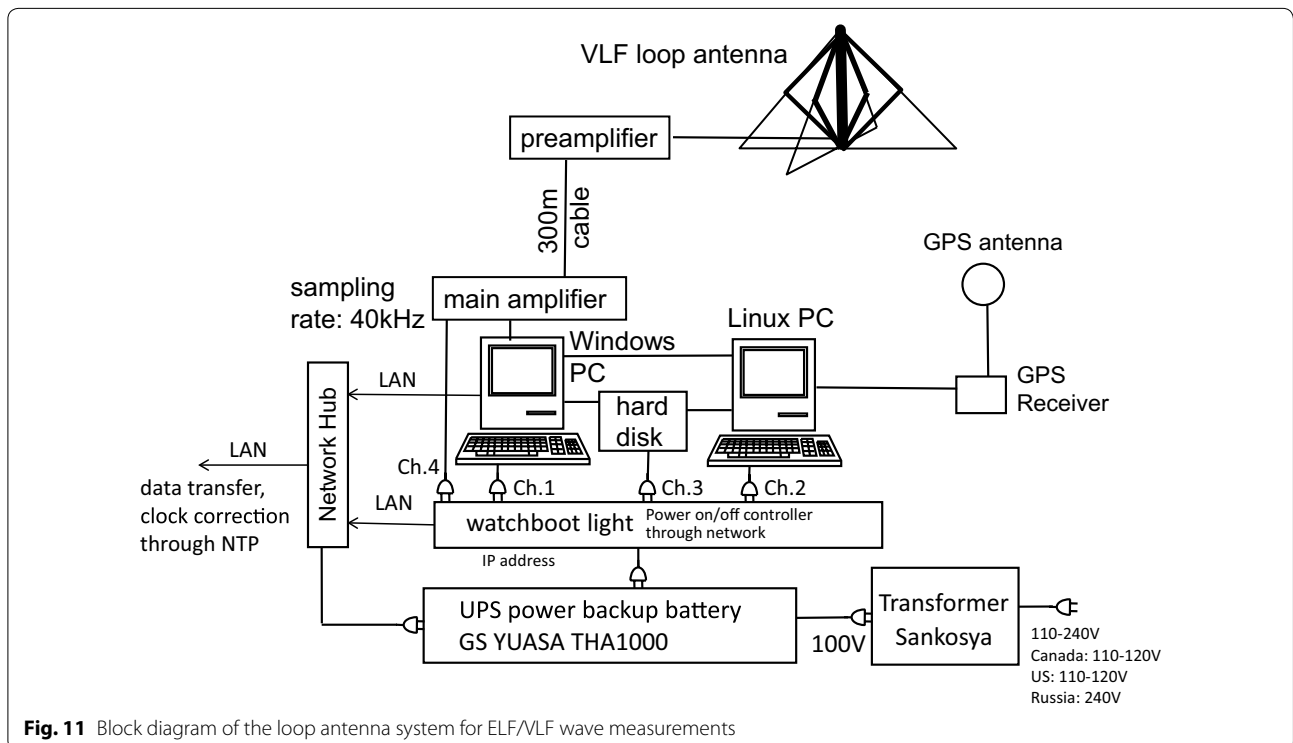 VLF loop antenna
preamplifier
300m
cable
GPS antenna
sampling
rate: 40kHz
main amplifier
Linux PC
Windows
PC
LAN
GPS
Receiver
hard
disk
Network Hub
LAN
Ch.4
Ch.1
Ch.3
Ch.2
data transfer,
clock correction
through NTP
LAN
watchboot light
Power on/off controller
through network
IP address
UPS power backup battery
GS YUASA THA1000
100V
Transformer
Sankosya
110-240V
Canada: 110-120V
US: 110-120V
Russia: 240V
Fig. 11 Block diagram of the loop antenna system for ELF/VLF wave measurements